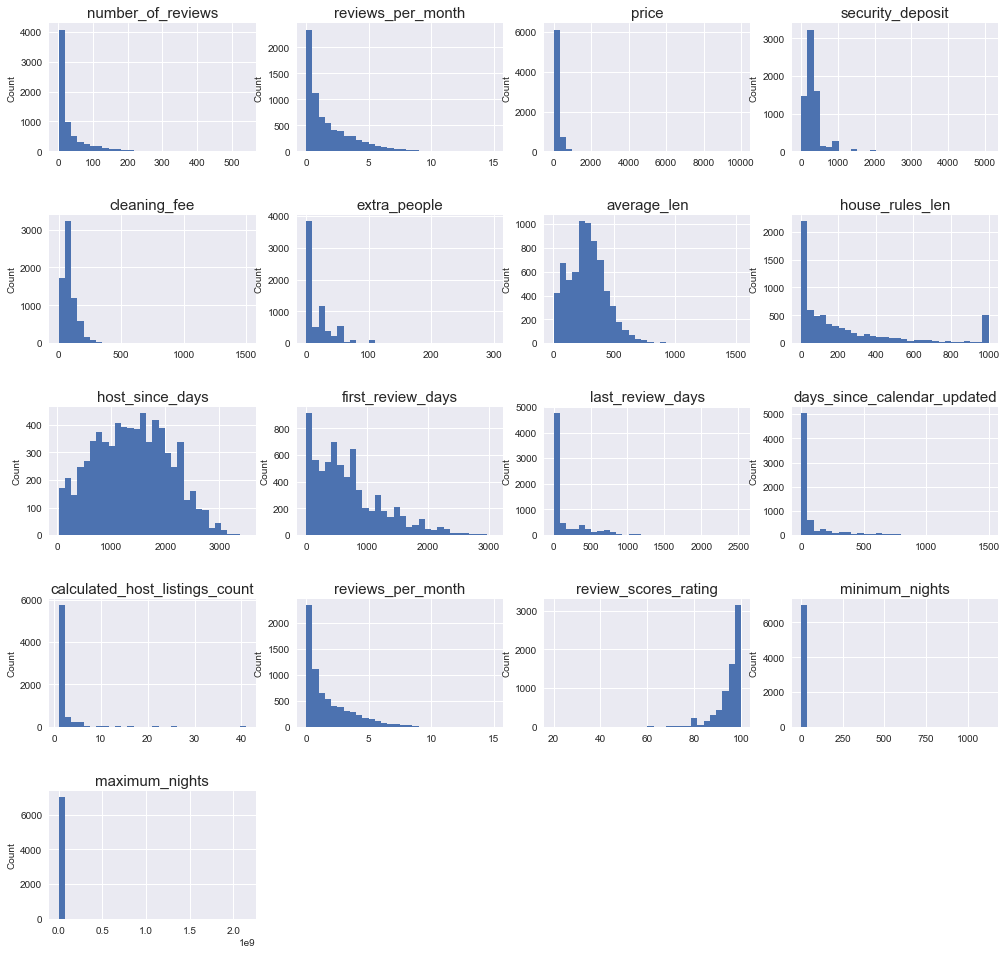 number_of_reviews
reviews_per_month
price
security_deposit
Count
4000
3000
2000
1000
0
0 100 200 300 400 500
Count
2000
1500
1000
500
0
0 5 10 15
Count
6000
4000
2000
0
0 2000 4000 6000 8000 10000
Count
3000
2000
1000
0
0 1000 2000 3000 4000 5000
cleaning_fee
extra_people
average_len
house_rules_len
Count
4000
3000
2000
1000
0
0 500 1000 1500
Count
4000
3000
2000
1000
0
0 100 200 300
Count
1000
800
600
400
200
0
0 500 1000 1500
Count
2000
1500
1000
500
0
0 200 400 600 800 1000
host_since_days
first_review_days
last_review_days
days_since_calendar_updated
Count
400
300
200
100
0
0 1000 2000 3000
Count
800
600
400
200
0
0 1000 2000 3000
Count
5000
4000
3000
2000
1000
0
0 500 1000 1500 2000 2500
Count
5000
4000
3000
2000
1000
0
0 500 1000 1500
calculated_host_listings_count
reviews_per_month
review_scores_rating
minimum_nights
Count
6000
4000
2000
0
0 10 20 30 40
Count
2000
1500
1000
500
0
0 5 10 15
Count
3000
2000
1000
0
20 40 60 80 100
Count
6000
4000
2000
0
0 250 500 750 1000
maximum_nights
Count
6000
4000
2000
0
0.0 0.5 1.0 1.5 2.0
1e9